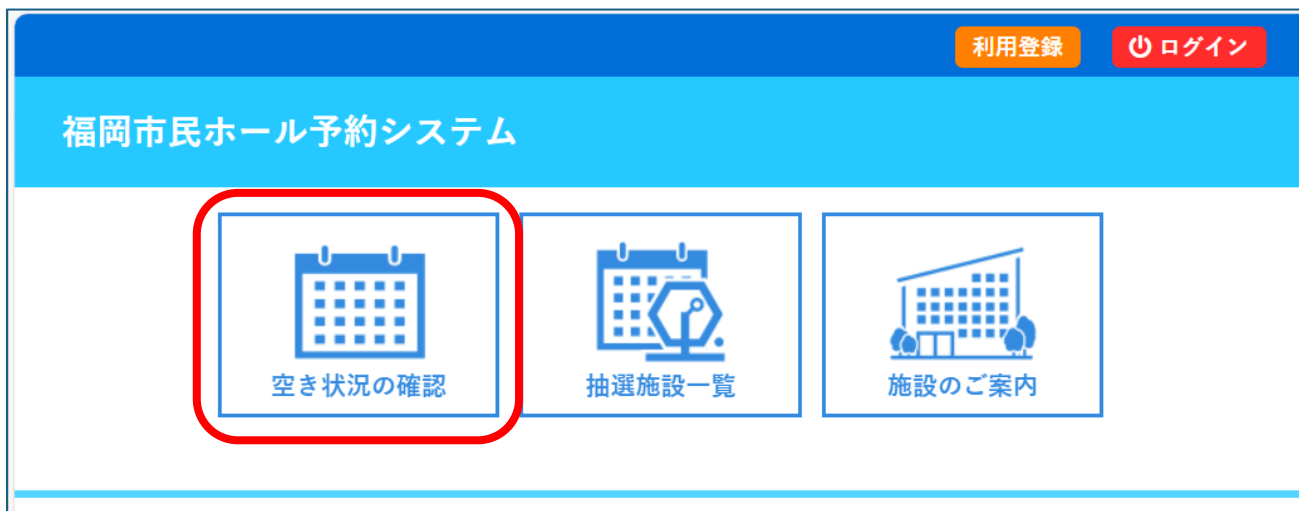 利用登録
ログイン
福岡市民ホール予約システム
空き状況の確認
抽選施設一覧
施設のご案内